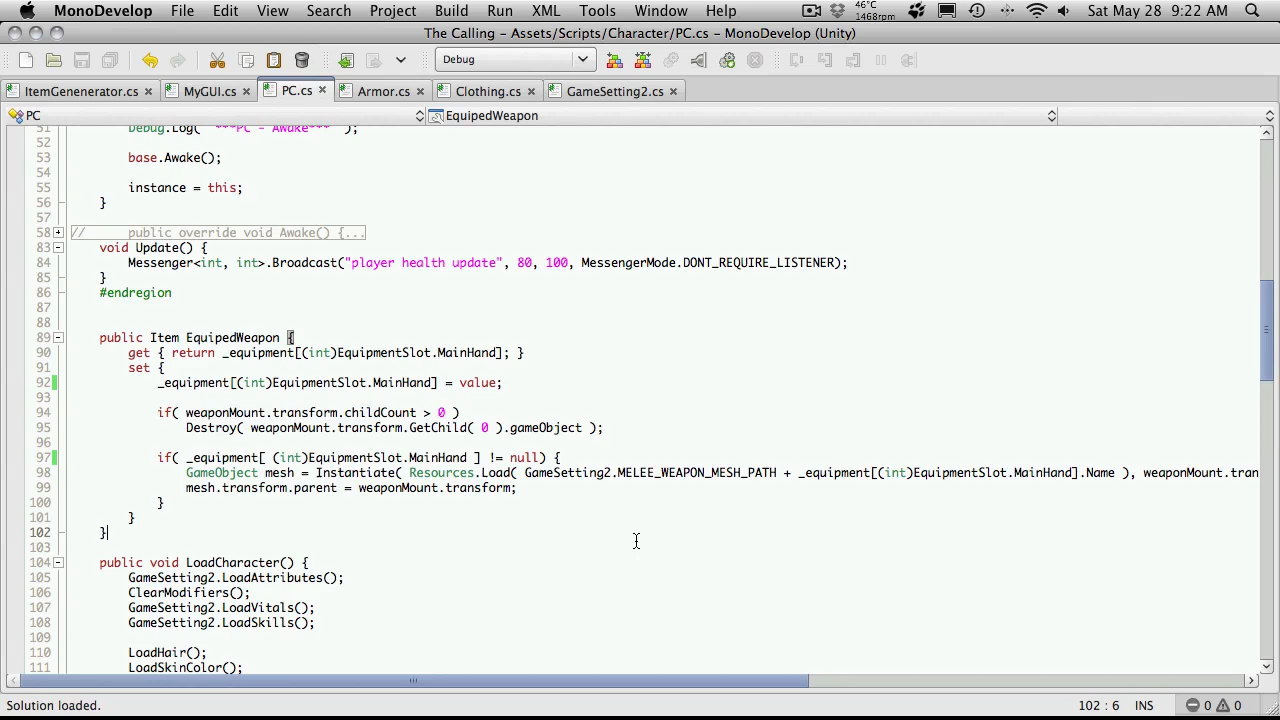 MonoDevelop File Edit View Search Project Build Run XML Tools Window Help 46°C 1468rpm Sat May 28 9:22 AM
The Calling - Assets/Scripts/Character/PC.cs - MonoDevelop (Unity)
Debug
ItemGenenerator.cs MyGUI.cs PC.cs Armor.cs Clothing.cs GameSetting2.cs
PC EquipedWeapon
51 Debug.Log( "***PC - Awake***" );
52
53 base.Awake();
54
55 instance = this;
56 }
57
58 // public override void Awake() {...
83 void Update() {
84 Messenger<int, int>.Broadcast("player health update", 80, 100, MessengerMode.DONT_REQUIRE_LISTENER);
85 }
86 #endregion
87
88
89 public Item EquipedWeapon {
90 get { return _equipment[(int)EquipmentSlot.MainHand]; }
91 set {
92 _equipment[(int)EquipmentSlot.MainHand] = value;
93
94 if( weaponMount.transform.childCount > 0 )
95 Destroy( weaponMount.transform.GetChild( 0 ).gameObject );
96
97 if( _equipment[ (int)EquipmentSlot.MainHand ] != null) {
98 GameObject mesh = Instantiate( Resources.Load( GameSetting2.MELEE_WEAPON_MESH_PATH + _equipment[(int)EquipmentSlot.MainHand].Name ), weaponMount.tran
99 mesh.transform.parent = weaponMount.transform;
100 }
101 }
102 }
103
104 public void LoadCharacter() {
105 GameSetting2.LoadAttributes();
106 ClearModifiers();
107 GameSetting2.LoadVitals();
108 GameSetting2.LoadSkills();
109
110 LoadHair();
111 LoadSkinColor();
Solution loaded. 102 : 6 INS 0 0